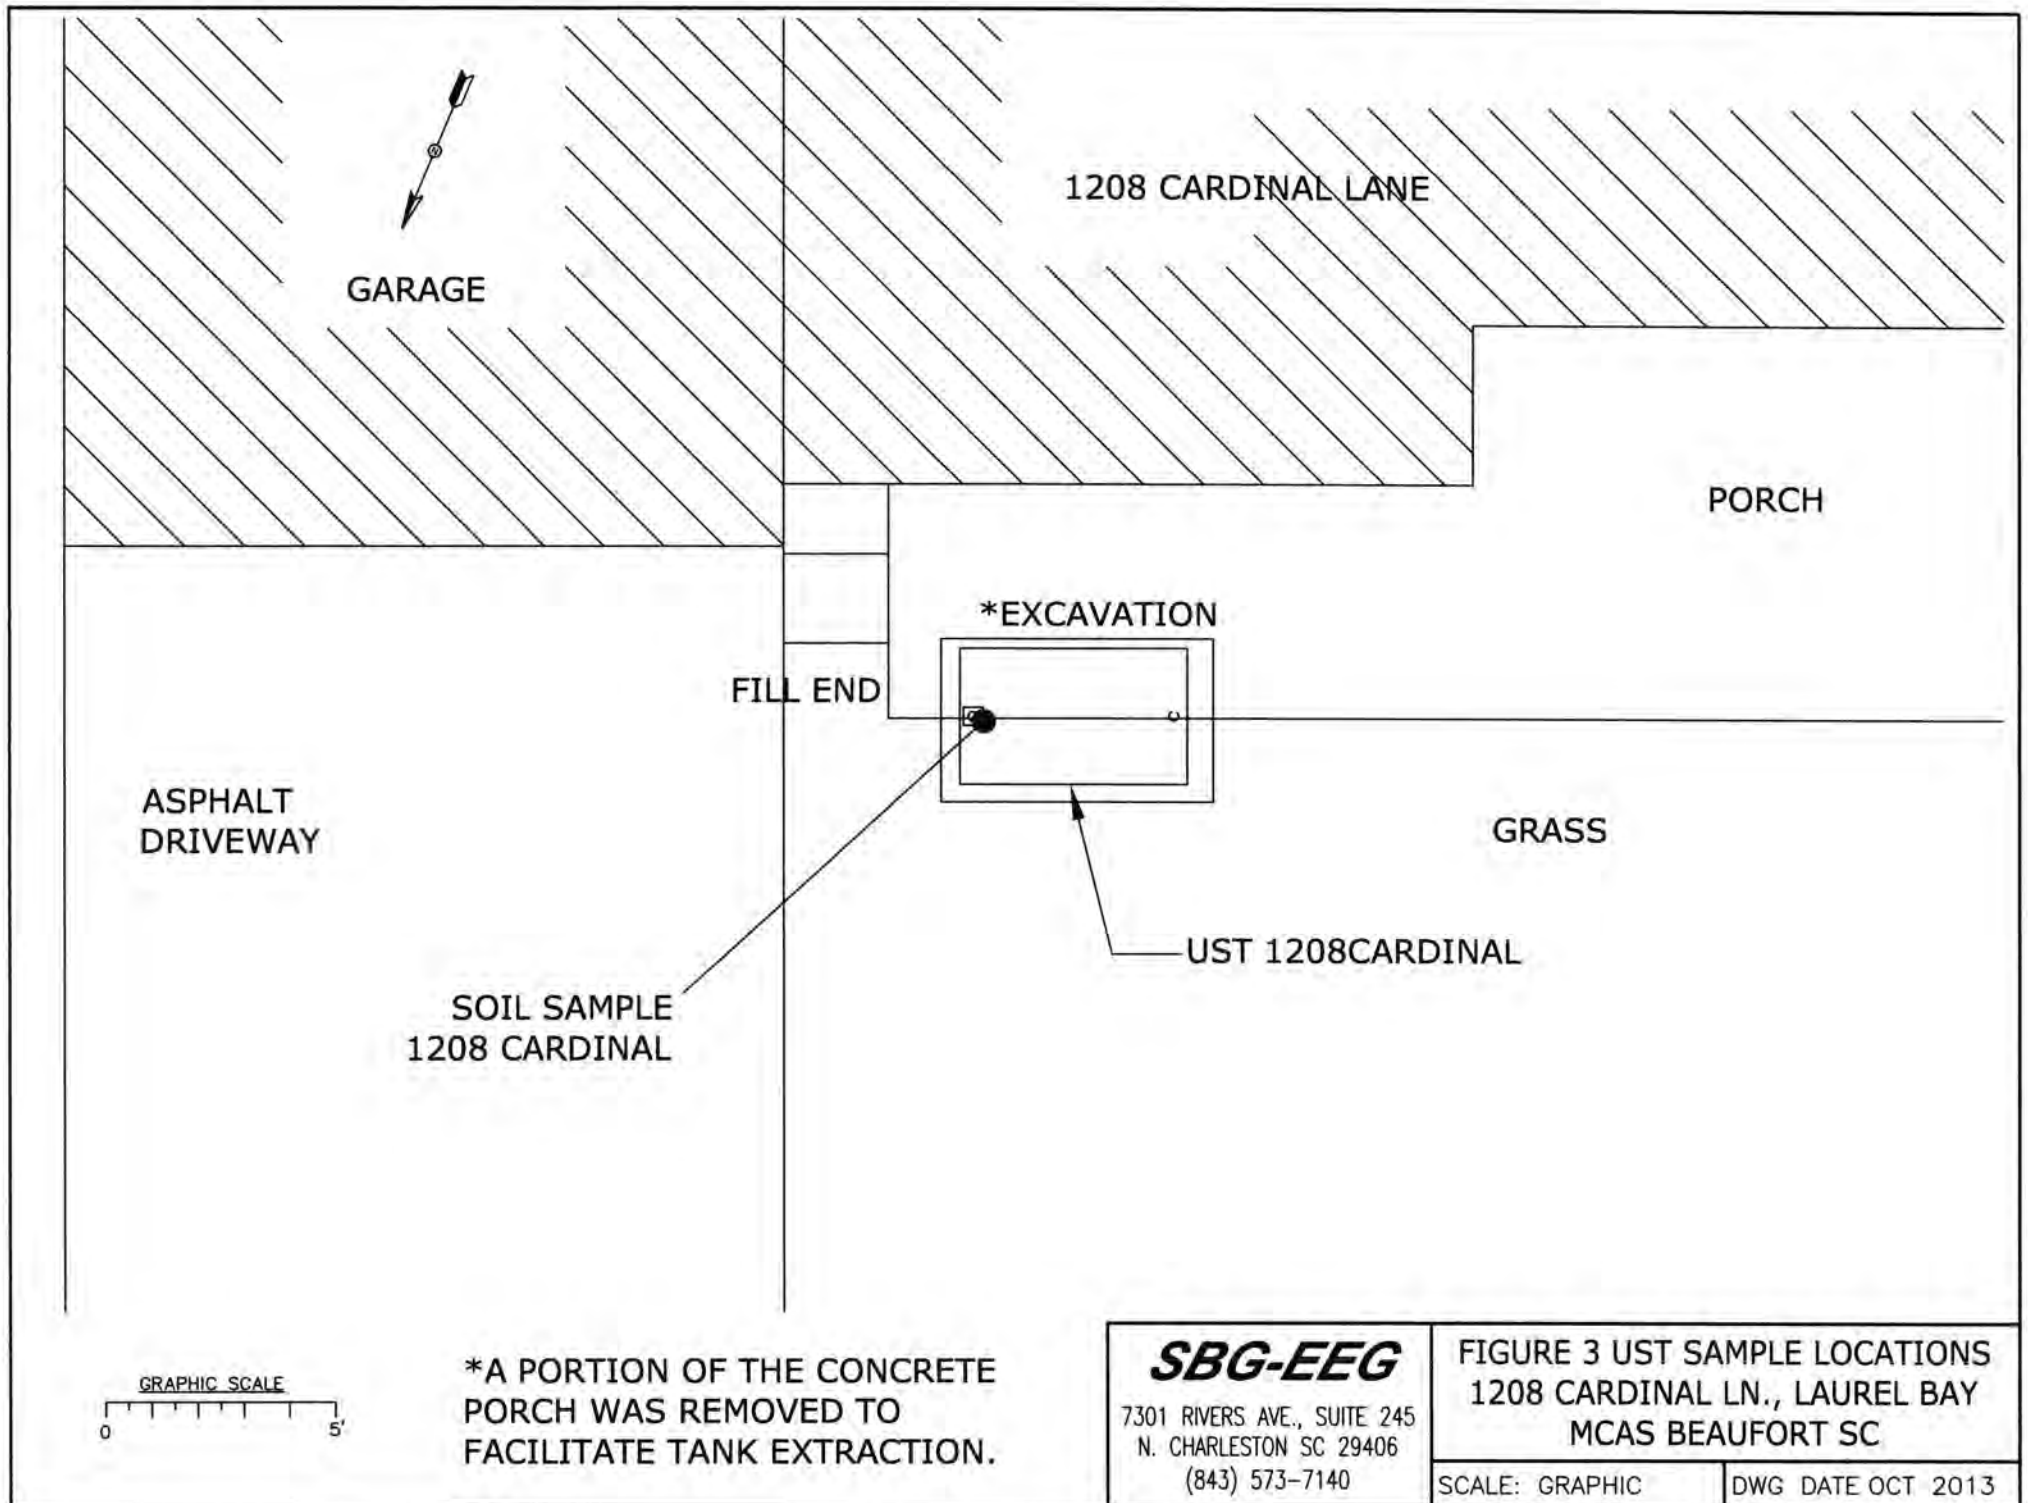 1208 CARDINAL LANE
GARAGE
PORCH
*EXCAVATION
FILL END
ASPHALT
DRIVEWAY
GRASS
UST 1208CARDINAL
SOIL SAMPLE
1208 CARDINAL
GRAPHIC SCALE
0 5'
*A PORTION OF THE CONCRETE
PORCH WAS REMOVED TO
FACILITATE TANK EXTRACTION.
SBG-EEG
7301 RIVERS AVE., SUITE 245
N. CHARLESTON SC 29406
(843) 573-7140
FIGURE 3 UST SAMPLE LOCATIONS
1208 CARDINAL LN., LAUREL BAY
MCAS BEAUFORT SC
SCALE: GRAPHIC
DWG DATE OCT 2013